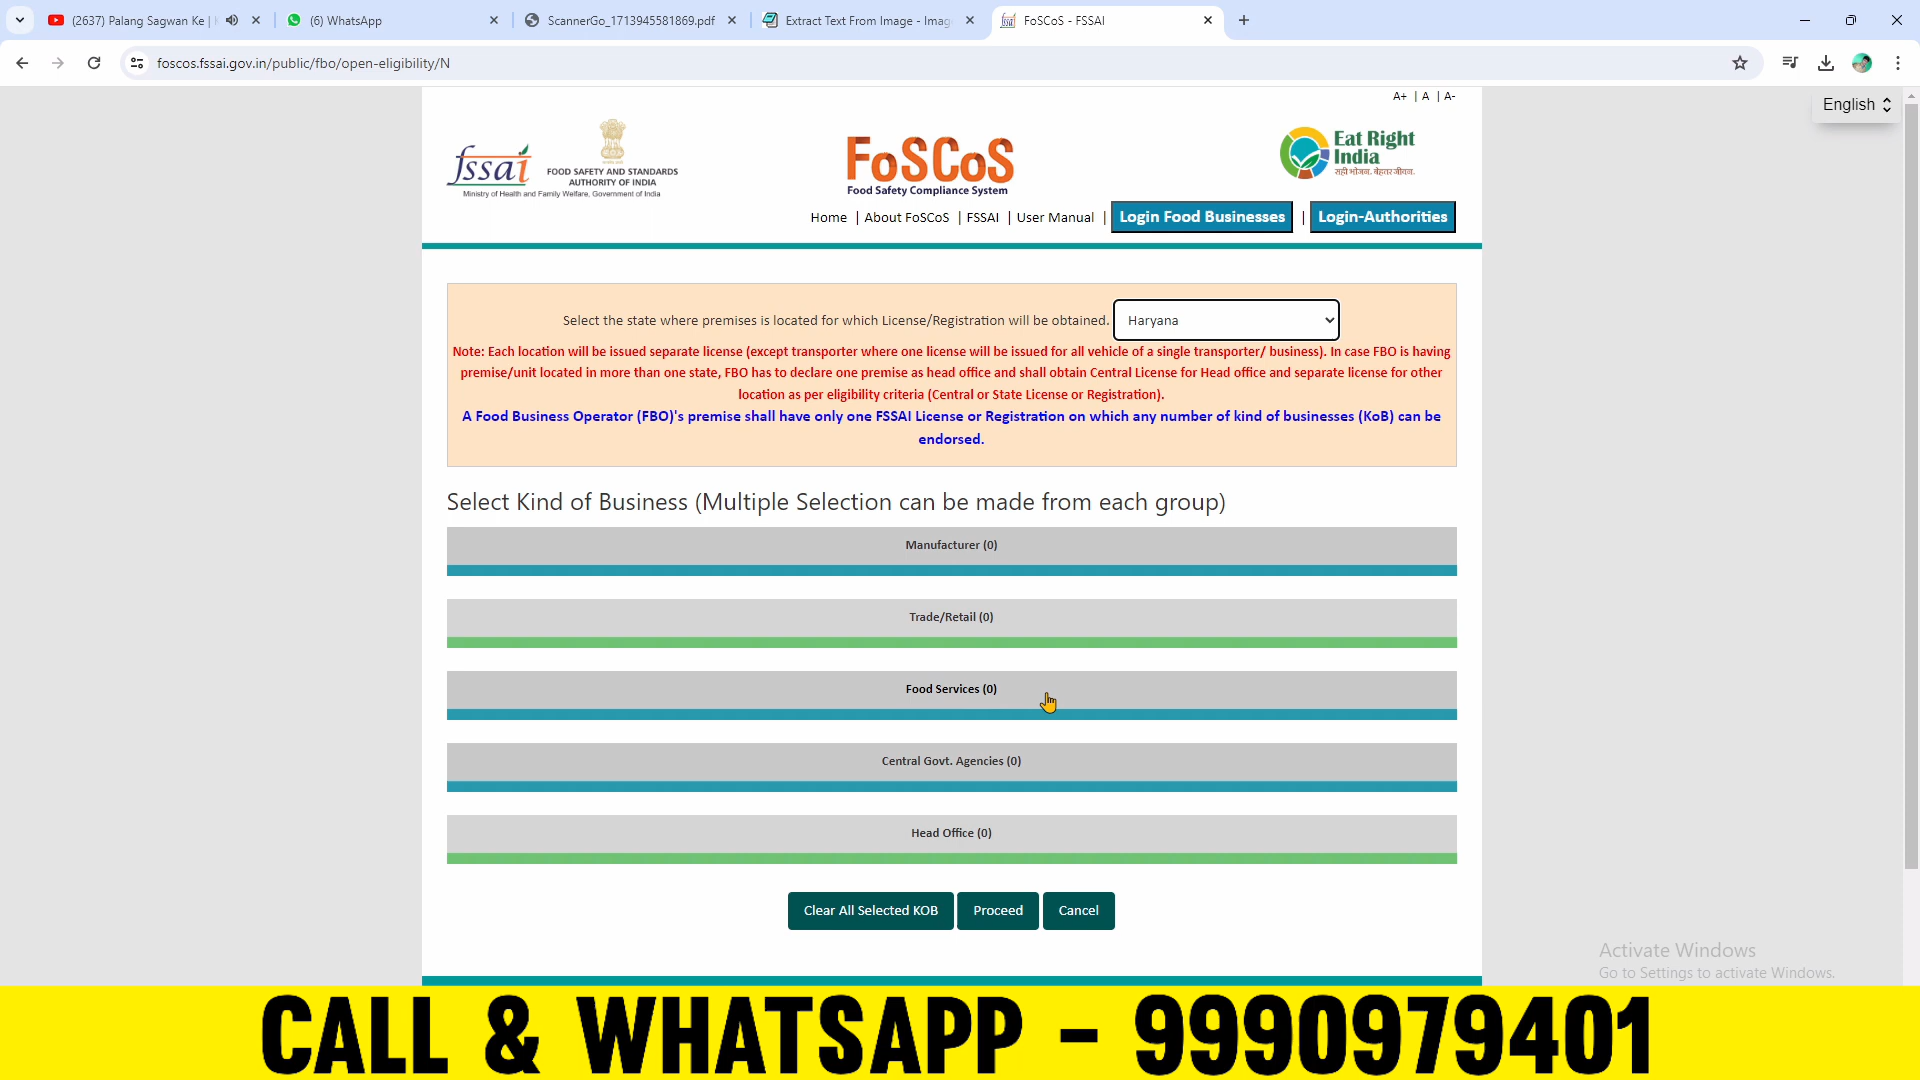 (2637) Palang Sagwan Ke |
(6) WhatsApp
ScannerGo_1713945581869.pdf
Extract Text From Image - Imag
FoSCoS - FSSAI
foscos.fssai.gov.in/public/fbo/open-eligibility/N
A+ | A | A-
English
fssai
FOOD SAFETY AND STANDARDS
AUTHORITY OF INDIA
Ministry of Health and Family Welfare, Government of India
FoSCoS
Food Safety Compliance System
Eat Right
India
सही भोजन. बेहतर जीवन.
Home | About FoSCoS | FSSAI | User Manual | Login Food Businesses | Login-Authorities
Select the state where premises is located for which License/Registration will be obtained. Haryana
Note: Each location will be issued separate license (except transporter where one license will be issued for all vehicle of a single transporter/ business). In case FBO is having
premise/unit located in more than one state, FBO has to declare one premise as head office and shall obtain Central License for Head office and separate license for other
location as per eligibility criteria (Central or State License or Registration).
A Food Business Operator (FBO)'s premise shall have only one FSSAI License or Registration on which any number of kind of businesses (KoB) can be
endorsed.
Select Kind of Business (Multiple Selection can be made from each group)
Manufacturer (0)
Trade/Retail (0)
Food Services (0)
Central Govt. Agencies (0)
Head Office (0)
Clear All Selected KOB Proceed Cancel
Activate Windows
Go to Settings to activate Windows.
CALL & WHATSAPP - 9990979401